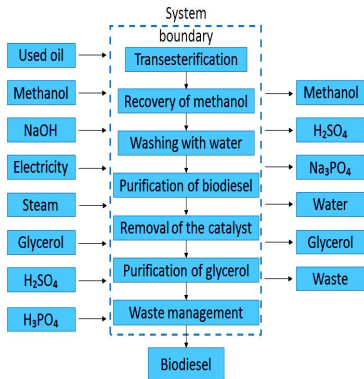 System
boundary
Used oil
Methanol
NaOH
Electricity
Steam
Glycerol
H₂SO₄
H₃PO₄
Transesterification
Recovery of methanol
Washing with water
Purification of biodiesel
Removal of the catalyst
Purification of glycerol
Waste management
Biodiesel
Methanol
H₂SO₄
Na₃PO₄
Water
Glycerol
Waste